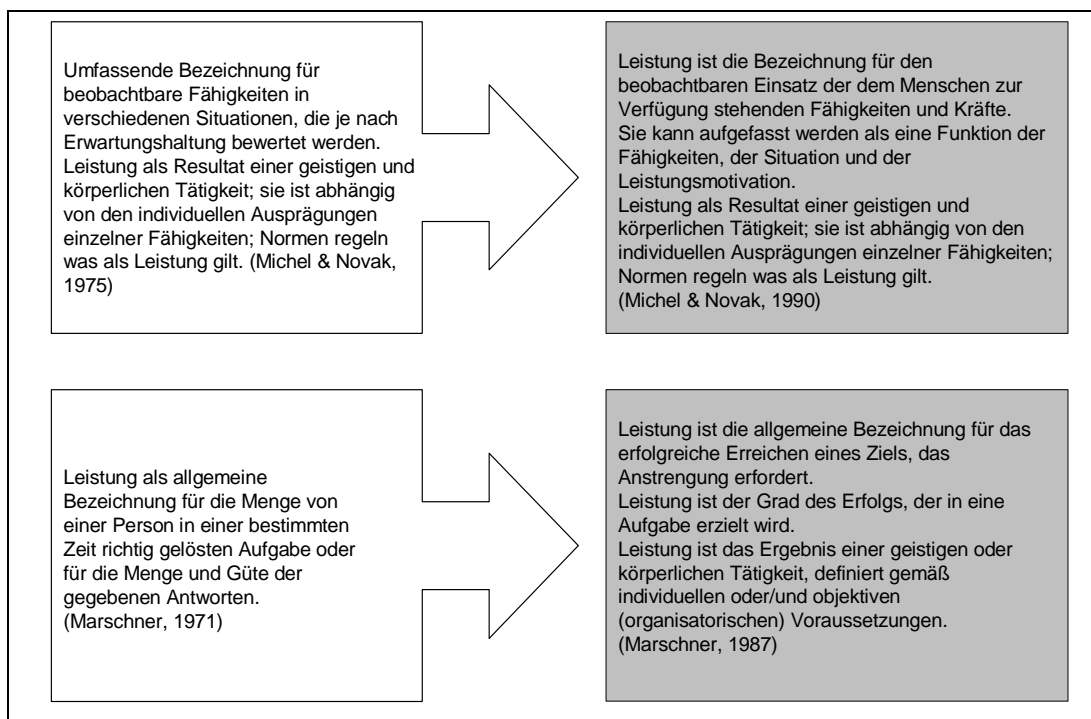 Umfassende Bezeichnung für
beobachtbare Fähigkeiten in
verschiedenen Situationen, die je nach
Erwartungshaltung bewertet werden.
Leistung als Resultat einer geistigen und
körperlichen Tätigkeit; sie ist abhängig
von den individuellen Ausprägungen
einzelner Fähigkeiten; Normen regeln
was als Leistung gilt. (Michel & Novak,
1975)
Leistung ist die Bezeichnung für den
beobachtbaren Einsatz der dem Menschen zur
Verfügung stehenden Fähigkeiten und Kräfte.
Sie kann aufgefasst werden als eine Funktion der
Fähigkeiten, der Situation und der
Leistungsmotivation.
Leistung als Resultat einer geistigen und
körperlichen Tätigkeit; sie ist abhängig von den
individuellen Ausprägungen einzelner Fähigkeiten;
Normen regeln was als Leistung gilt.
(Michel & Novak, 1990)
Leistung als allgemeine
Bezeichnung für die Menge von
einer Person in einer bestimmten
Zeit richtig gelösten Aufgabe oder
für die Menge und Güte der
gegebenen Antworten.
(Marschner, 1971)
Leistung ist die allgemeine Bezeichnung für das
erfolgreiche Erreichen eines Ziels, das
Anstrengung erfordert.
Leistung ist der Grad des Erfolgs, der in eine
Aufgabe erzielt wird.
Leistung ist das Ergebnis einer geistigen oder
körperlichen Tätigkeit, definiert gemäß
individuellen oder/und objektiven
(organisatorischen) Voraussetzungen.
(Marschner, 1987)